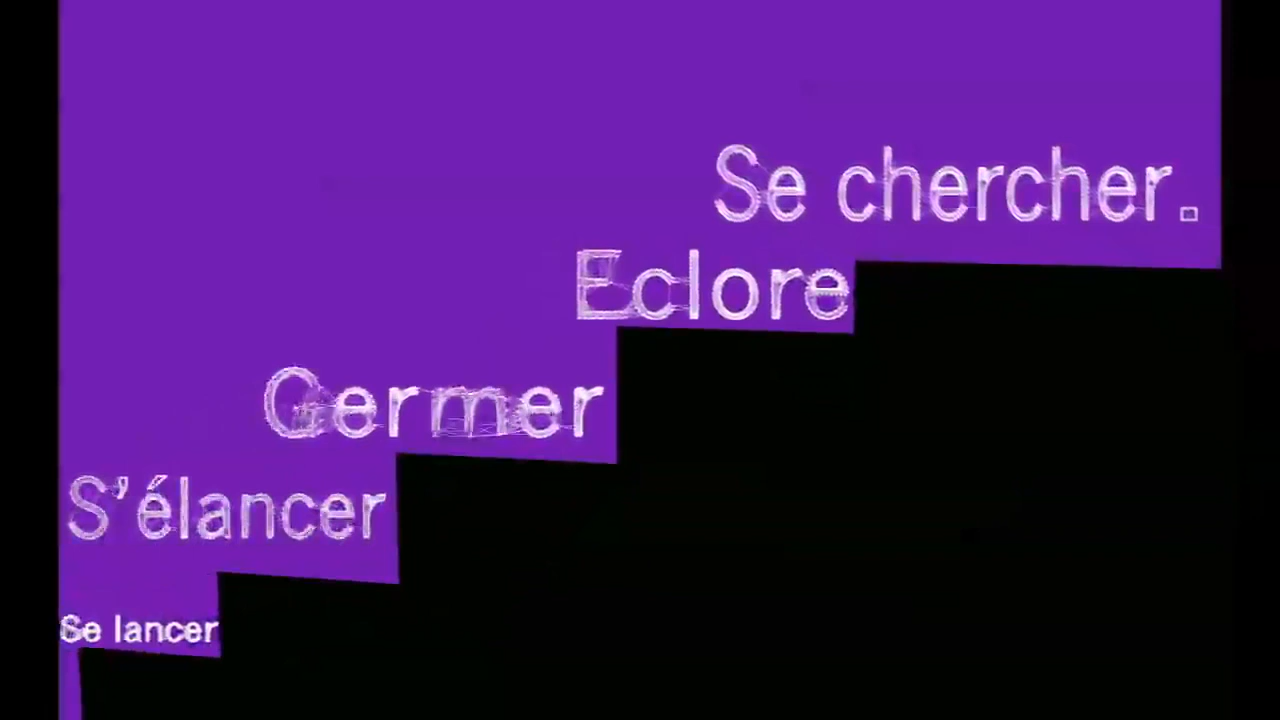 Se chercher.
Eclore
Germer
S'élancer
Se lancer